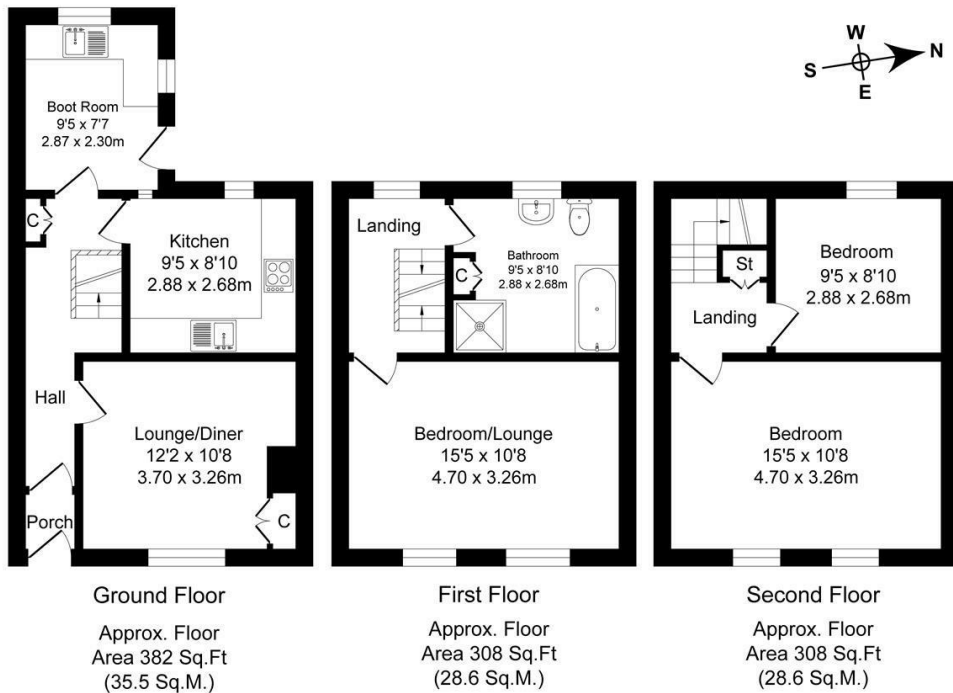 W
N
S
E
Boot Room
9'5 x 7'7
2.87 x 2.30m
C
Kitchen
9'5 x 8'10
2.88 x 2.68m
Hall
Lounge/Diner
12'2 x 10'8
3.70 x 3.26m
C
Porch
Ground Floor
Approx. Floor
Area 382 Sq.Ft
(35.5 Sq.M.)
Landing
Bathroom
9'5 x 8'10
2.88 x 2.68m
C
Bedroom/Lounge
15'5 x 10'8
4.70 x 3.26m
First Floor
Approx. Floor
Area 308 Sq.Ft
(28.6 Sq.M.)
St
Bedroom
9'5 x 8'10
2.88 x 2.68m
Landing
Bedroom
15'5 x 10'8
4.70 x 3.26m
Second Floor
Approx. Floor
Area 308 Sq.Ft
(28.6 Sq.M.)